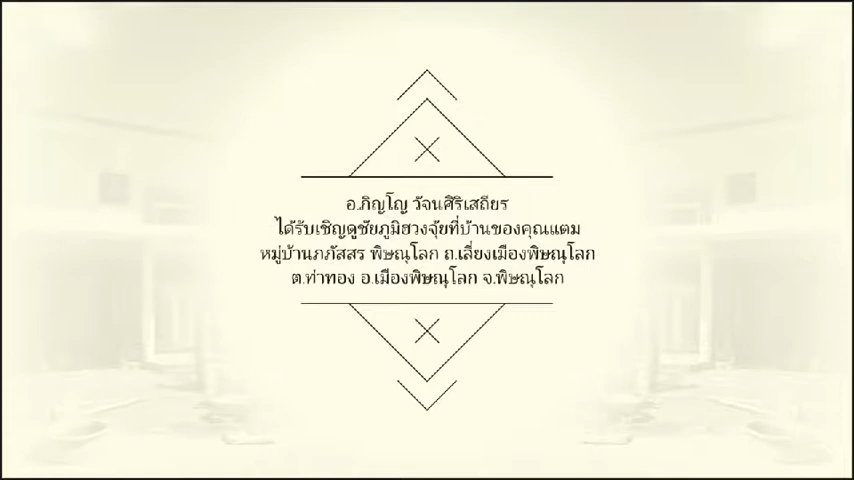 อ.ภิญโญ วัจนศิริเสถียร
ได้รับเชิญดูชัยภูมิฮวงจุ้ยที่บ้านของคุณแตม
หมู่บ้านภภัสสร พิษณุโลก ถ.เลี่ยงเมืองพิษณุโลก
ต.ท่าทอง อ.เมืองพิษณุโลก จ.พิษณุโลก